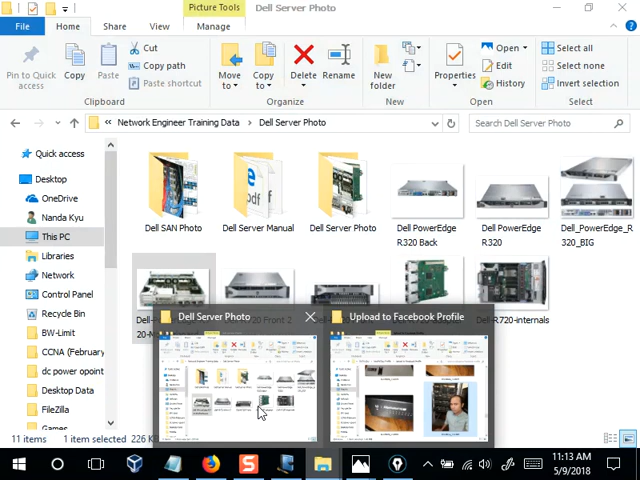 Picture Tools
Dell Server Photo
File
Home
Share
View
Manage
Pin to Quick access
Copy
Paste
Cut
Copy path
Paste shortcut
Clipboard
Move to
Copy to
Delete
Rename
Organize
New folder
New
Properties
Open
Edit
History
Open
Select all
Select none
Invert selection
Select
Network Engineer Training Data
Dell Server Photo
Search Dell Server Photo
Quick access
Desktop
OneDrive
Nanda Kyu
This PC
Libraries
Network
Control Panel
Recycle Bin
BW-Limit
CCNA (February
dc power opoint
Desktop Data
FileZilla
Dell SAN Photo
Dell Server Manual
Dell Server Photo
Dell PowerEdge R320 Back
Dell PowerEdge R320
Dell_PowerEdge_R320_BIG
Dell-R720-internals
Dell Server Photo
Upload to Facebook Profile
11 items
1 item selected
226 K
11:13 AM
5/9/2018